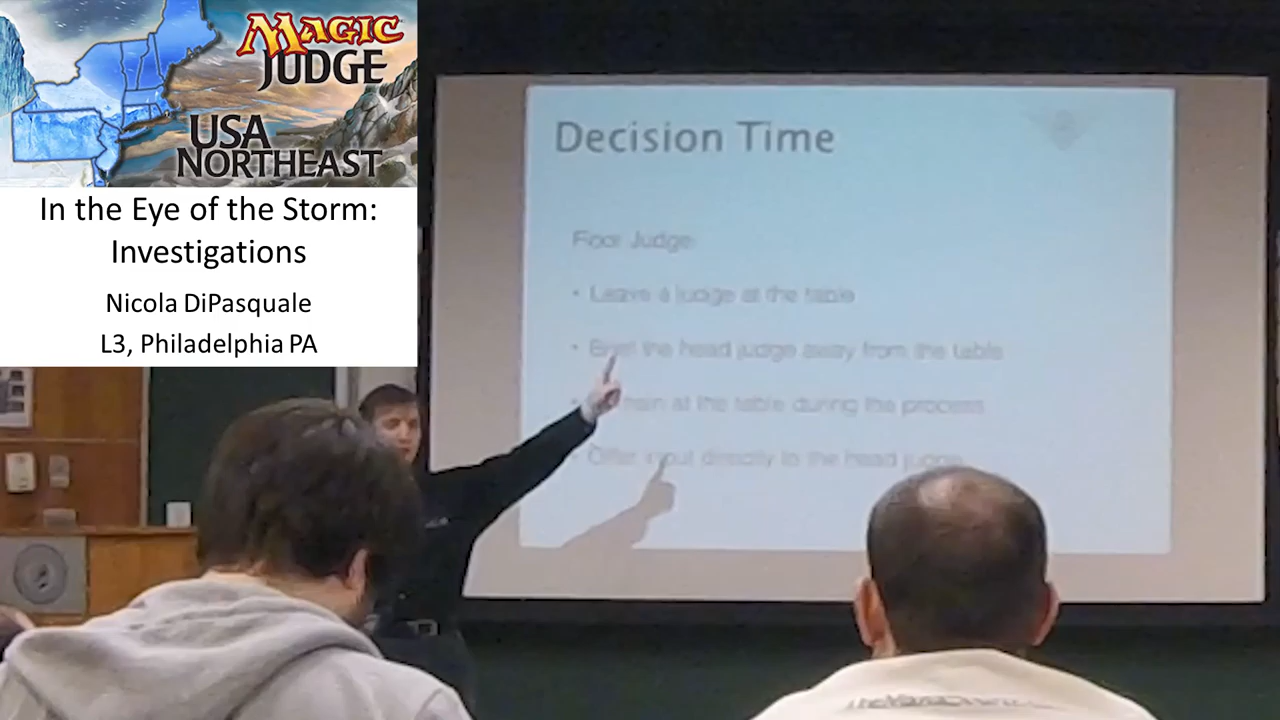 MAGIC
JUDGE
USA
NORTHEAST
In the Eye of the Storm:
Investigations
Nicola DiPasquale
L3, Philadelphia PA
Decision Time
Floor Judge
• Leave a judge at the table
• Brief the head judge away from the table
• at the table during the process
• Offer input directly to the head judge